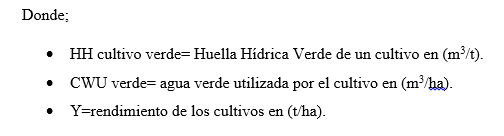 Donde;
• HH cultivo verde= Huella Hídrica Verde de un cultivo en (m³/t).
• CWU verde= agua verde utilizada por el cultivo en (m³/ha).
• Y=rendimiento de los cultivos en (t/ha).